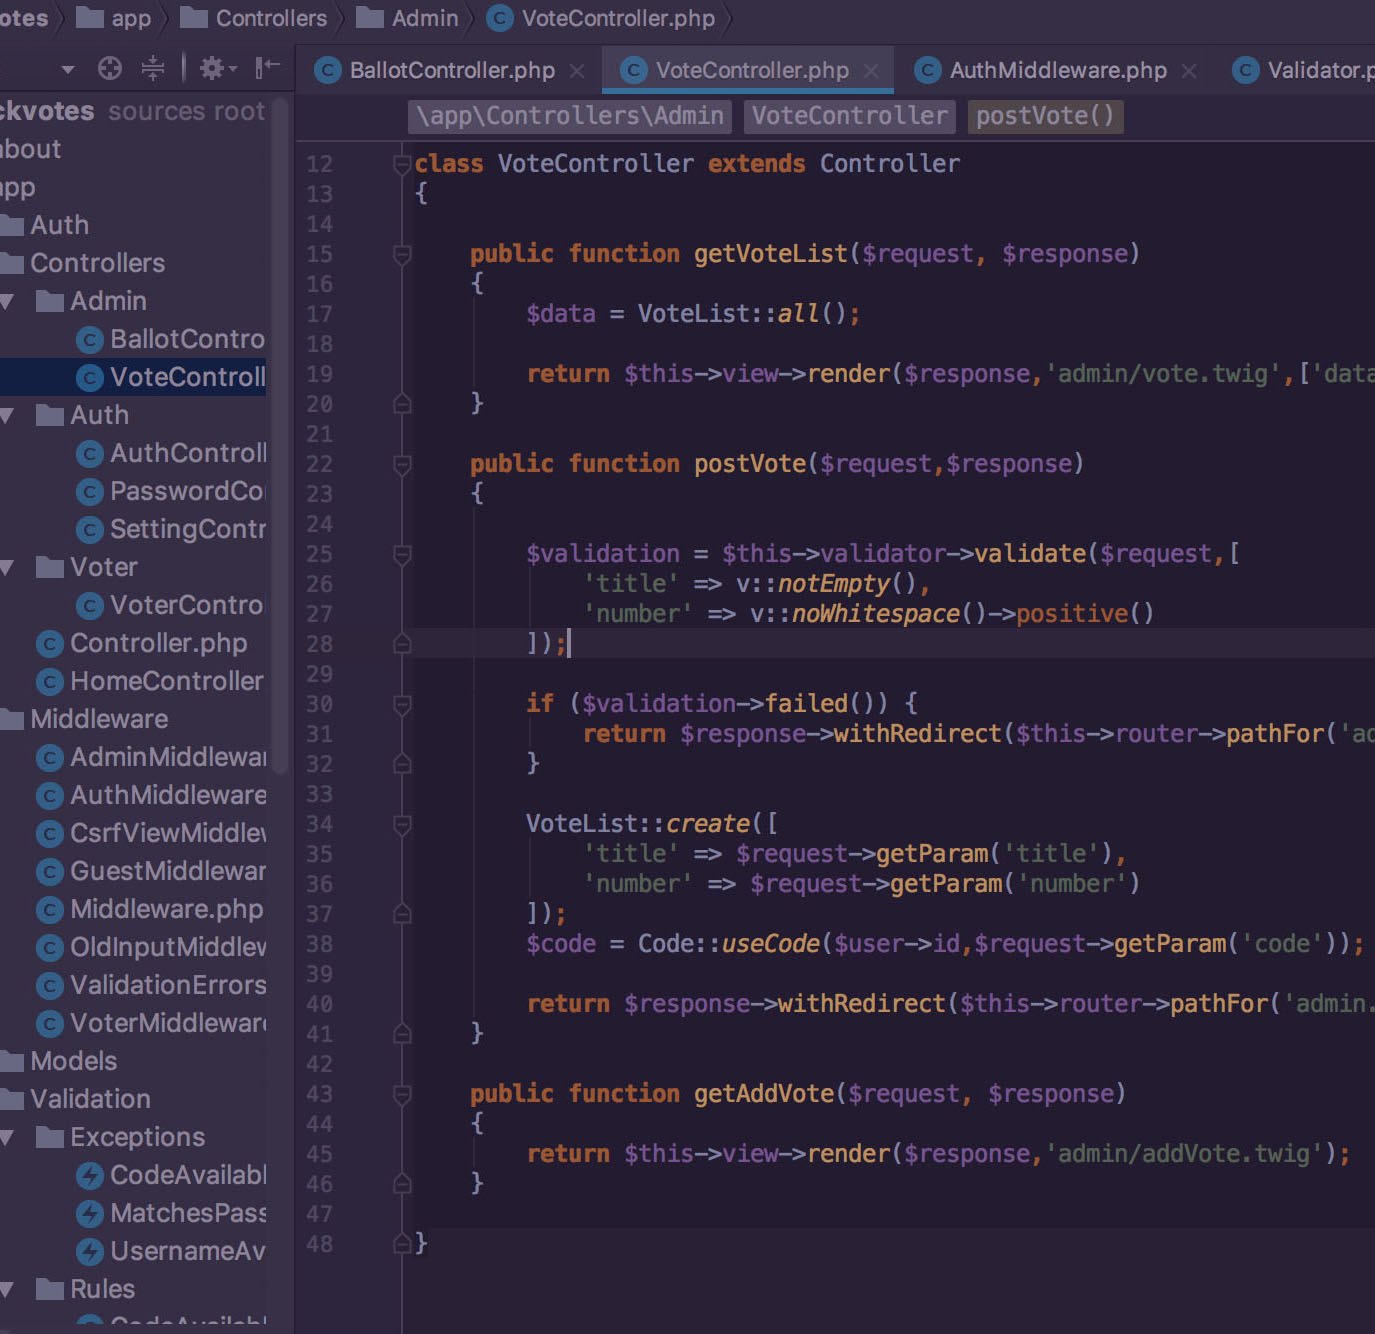 otes app Controllers Admin VoteController.php
BallotController.php VoteController.php AuthMiddleware.php Validator.p
\app\Controllers\Admin VoteController postVote()
ckvotes sources root
about
app
Auth
Controllers
Admin
BallotContro
VoteControll
Auth
AuthControll
PasswordCo
SettingContr
Voter
VoterContro
Controller.php
HomeController
Middleware
AdminMiddlewar
AuthMiddleware
CsrfViewMiddlew
GuestMiddlewar
Middleware.php
OldInputMiddlew
ValidationErrors
VoterMiddleware
Models
Validation
Exceptions
CodeAvailabl
MatchesPass
UsernameAv
Rules
CodeAvailabl
12 class VoteController extends Controller
13 {
14
15 public function getVoteList($request, $response)
16 {
17 $data = VoteList::all();
18
19 return $this->view->render($response,'admin/vote.twig',['data
20 }
21
22 public function postVote($request,$response)
23 {
24
25 $validation = $this->validator->validate($request,[
26 'title' => v::notEmpty(),
27 'number' => v::noWhitespace()->positive()
28 ]);
29
30 if ($validation->failed()) {
31 return $response->withRedirect($this->router->pathFor('ad
32 }
33
34 VoteList::create([
35 'title' => $request->getParam('title'),
36 'number' => $request->getParam('number')
37 ]);
38 $code = Code::useCode($user->id,$request->getParam('code'));
39
40 return $response->withRedirect($this->router->pathFor('admin.
41 }
42
43 public function getAddVote($request, $response)
44 {
45 return $this->view->render($response,'admin/addVote.twig');
46 }
47
48 }